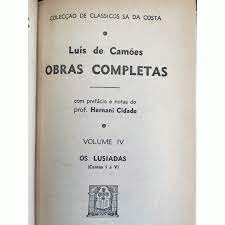 COLECÇÃO DE CLÁSSICOS SÁ DA COSTA
Luís de Camões
OBRAS COMPLETAS
com prefácio e notas do
prof. Hernani Cidade
VOLUME IV
OS LUSIADAS
(Cantos I a V)